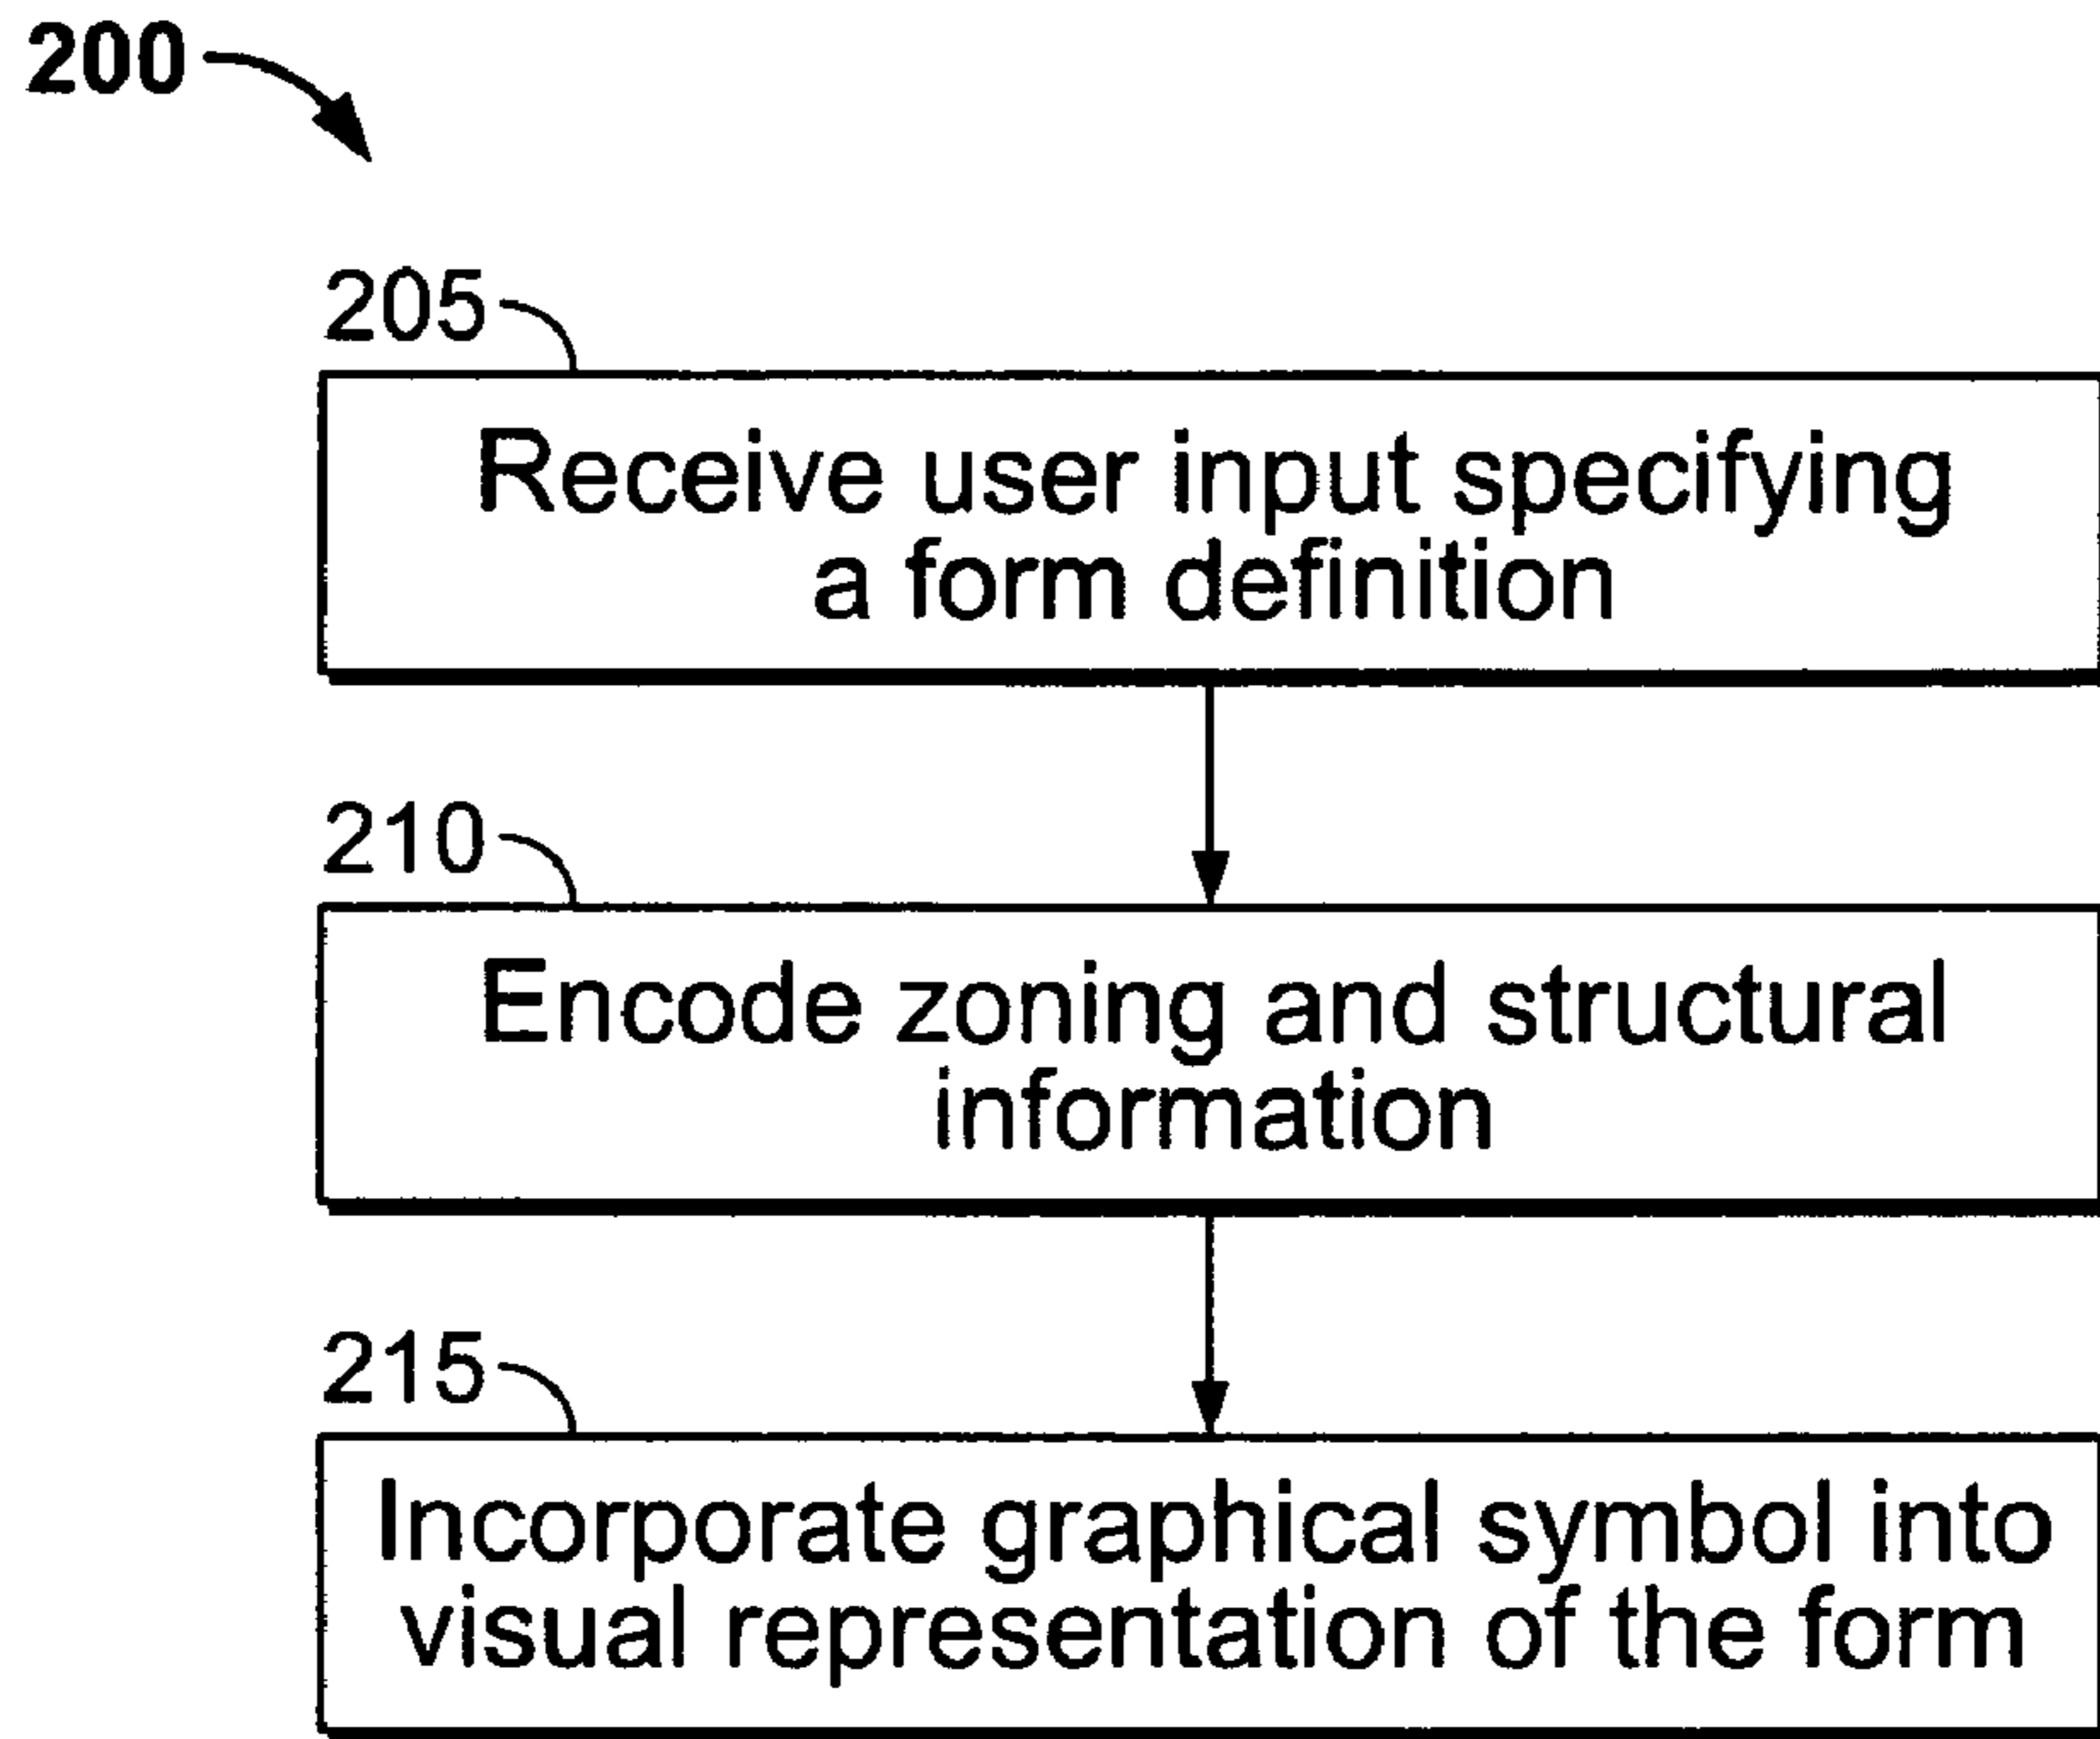 200
205
Receive user input specifying
a form definition
210
Encode zoning and structural
information
215
Incorporate graphical symbol into
visual representation of the form